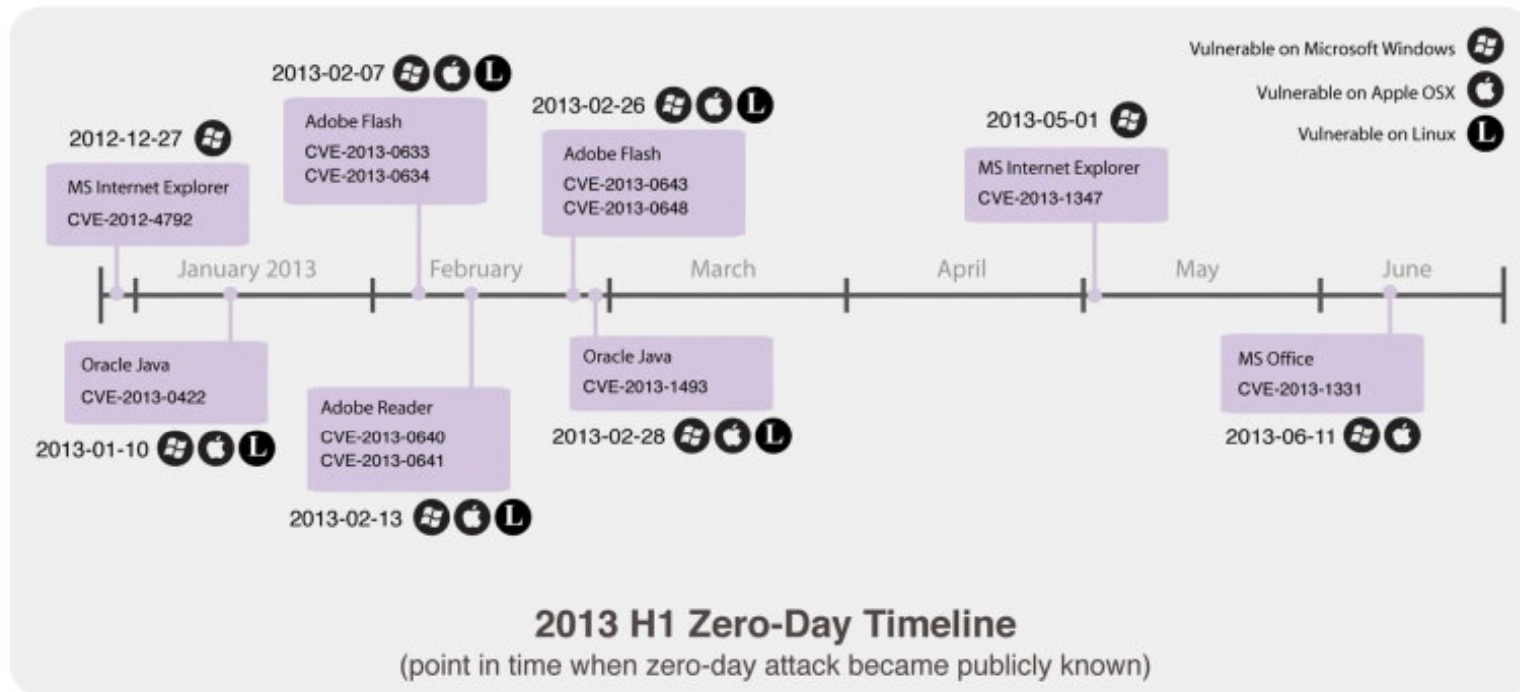 Vulnerable on Microsoft Windows
Vulnerable on Apple OSX
Vulnerable on Linux L
2012-12-27
MS Internet Explorer
CVE-2012-4792
2013-02-07 L
Adobe Flash
CVE-2013-0633
CVE-2013-0634
2013-02-26 L
Adobe Flash
CVE-2013-0643
CVE-2013-0648
2013-05-01
MS Internet Explorer
CVE-2013-1347
January 2013
February
March
April
May
June
Oracle Java
CVE-2013-0422
2013-01-10 L
Adobe Reader
CVE-2013-0640
CVE-2013-0641
2013-02-13 L
Oracle Java
CVE-2013-1493
2013-02-28 L
MS Office
CVE-2013-1331
2013-06-11
2013 H1 Zero-Day Timeline
(point in time when zero-day attack became publicly known)